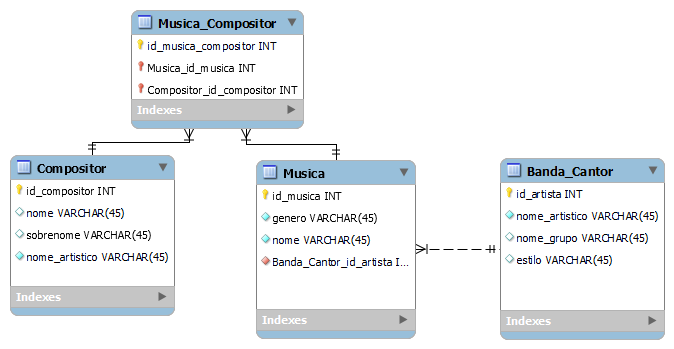 Musica_Compositor
id_musica_compositor INT
Musica_id_musica INT
Compositor_id_compositor INT
Indexes
Compositor
id_compositor INT
nome VARCHAR(45)
sobrenome VARCHAR(45)
nome_artistico VARCHAR(45)
Indexes
Musica
id_musica INT
genero VARCHAR(45)
nome VARCHAR(45)
Banda_Cantor_id_artista I...
Indexes
Banda_Cantor
id_artista INT
nome_artistico VARCHAR(45)
nome_grupo VARCHAR(45)
estilo VARCHAR(45)
Indexes